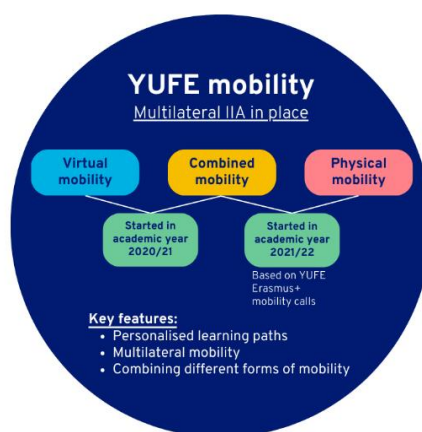 YUFE mobility
Multilateral IIA in place
Virtual
mobility
Combined
mobility
Physical
mobility
Started in
academic year
2020/21
Started in
academic year
2021/22
Based on YUFE
Erasmus+
mobility calls
Key features:
• Personalised learning paths
• Multilateral mobility
• Combining different forms of mobility